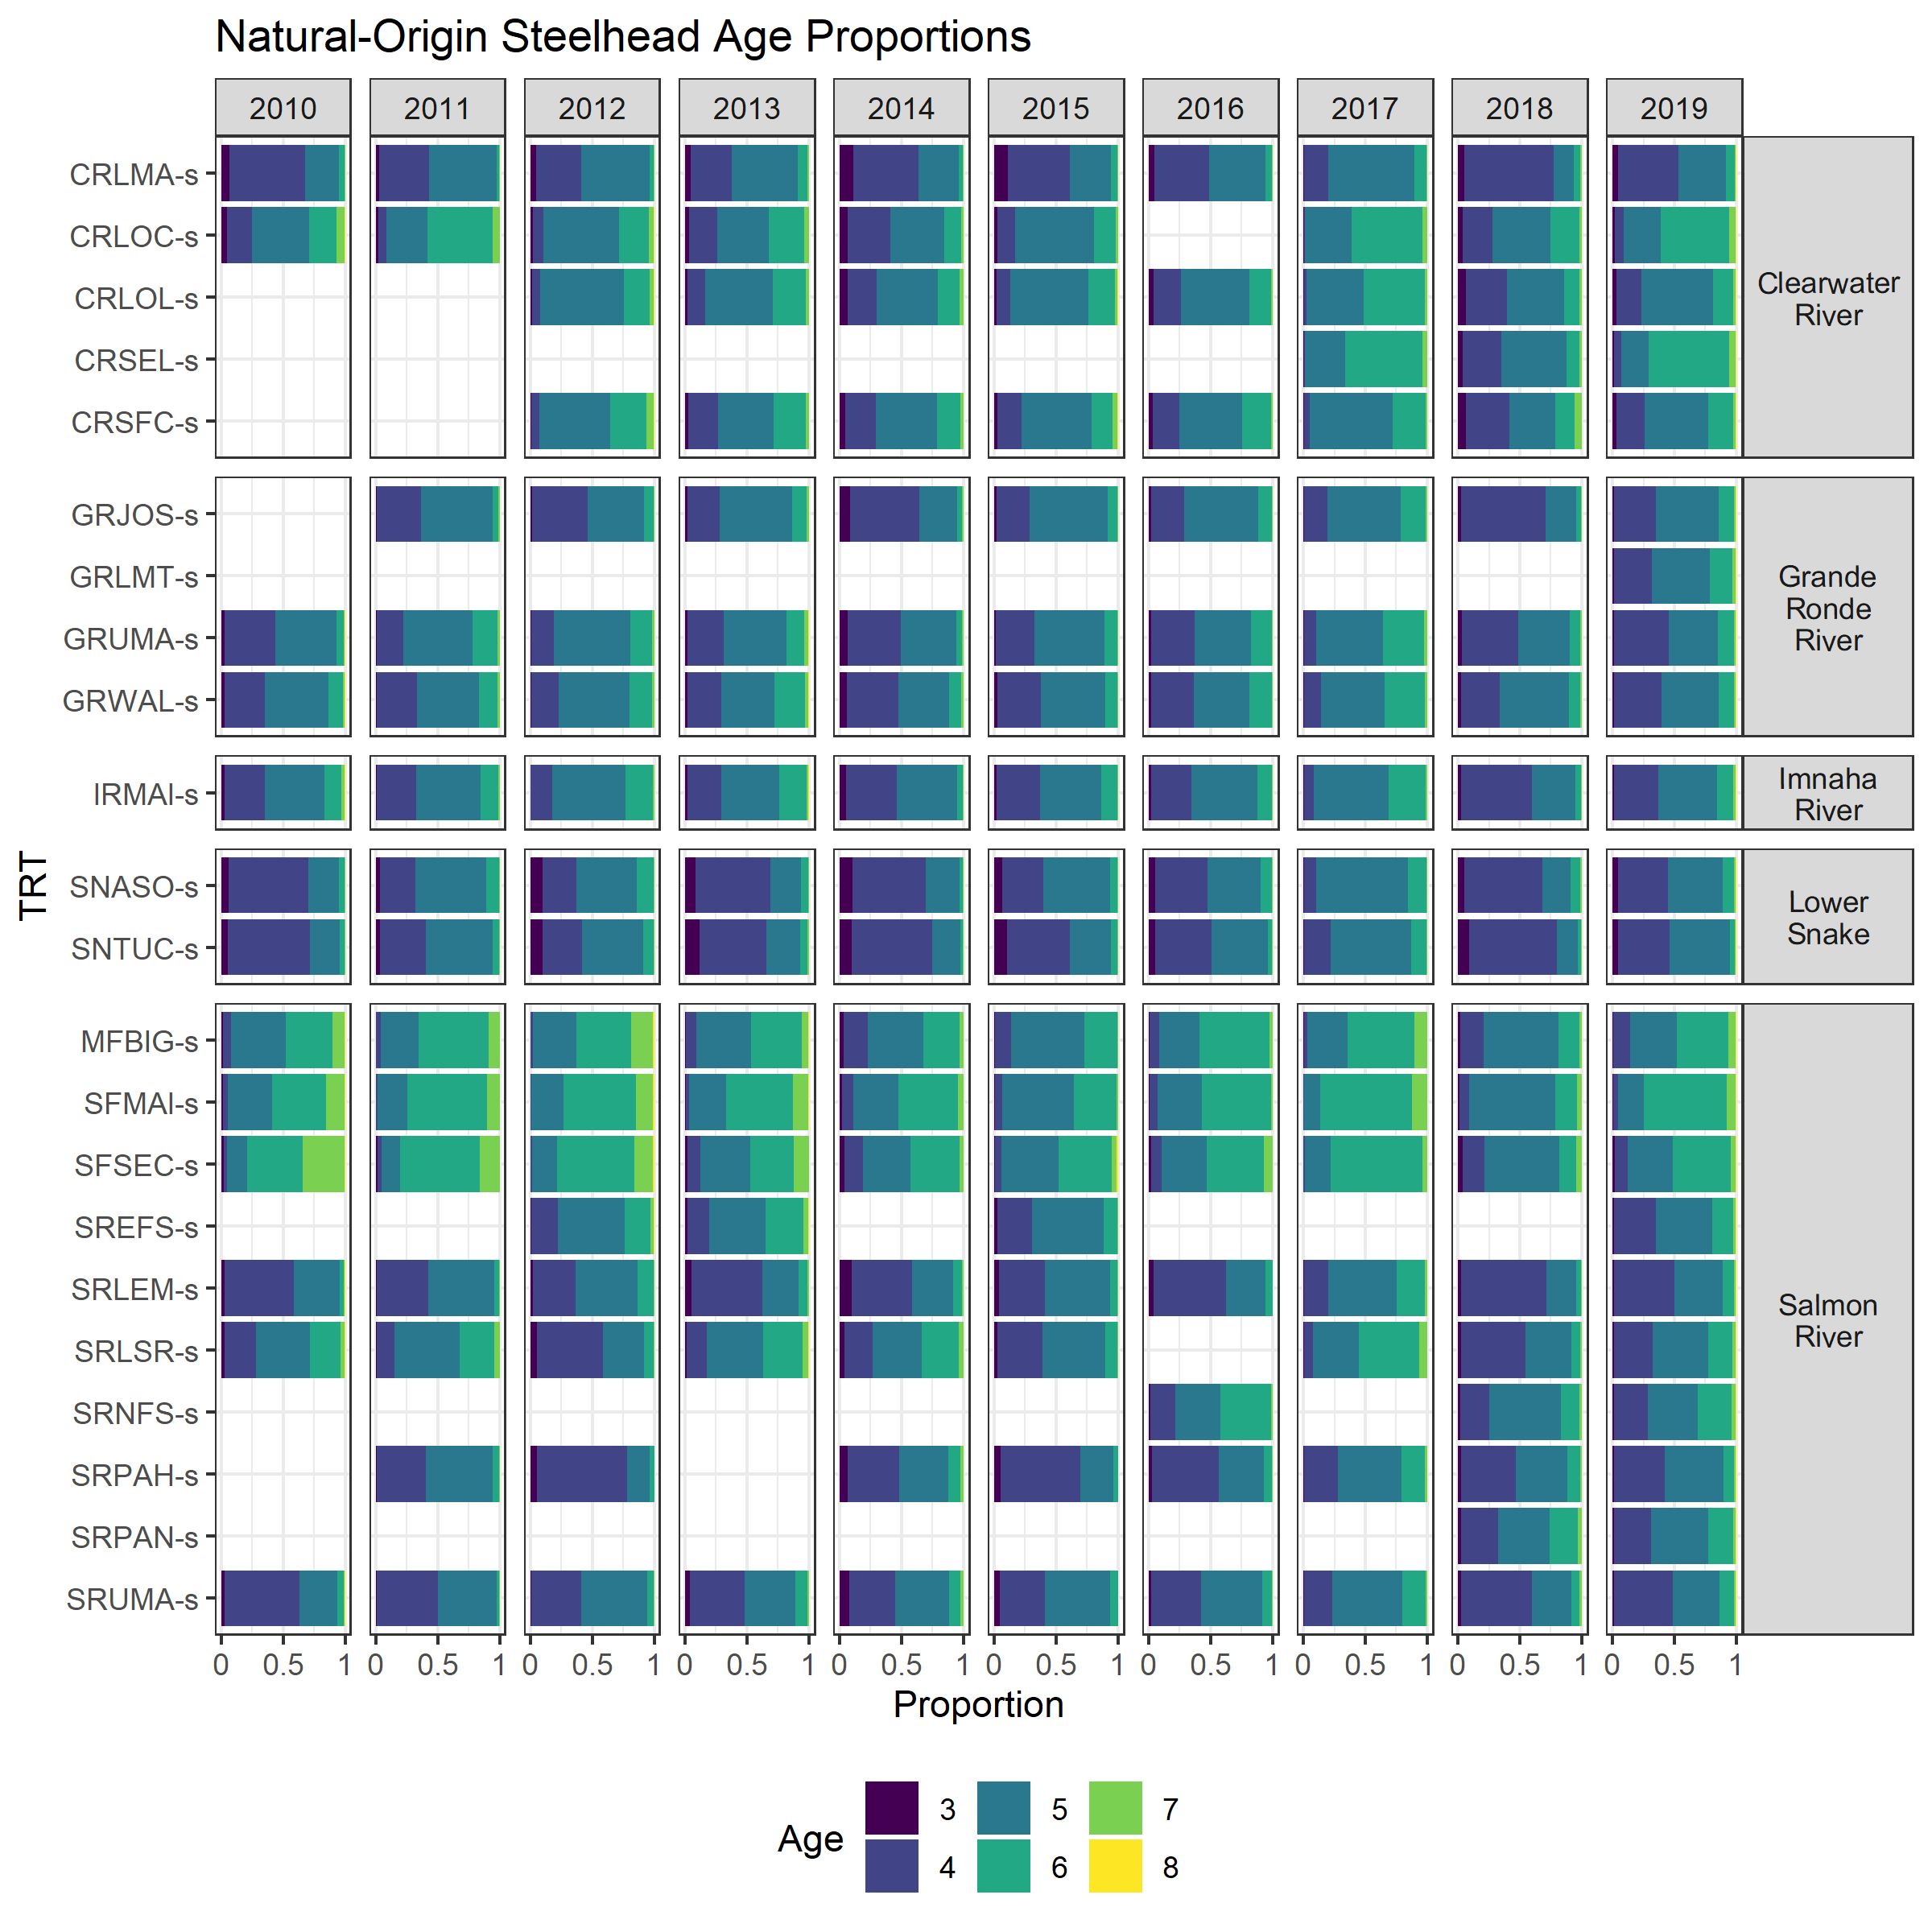 Natural-Origin Steelhead Age Proportions
2010 2011 2012 2013 2014 2015 2016 2017 2018 2019
CRLMA-s
CRLOC-s
CRLOL-s
CRSEL-s
CRSFC-s
Clearwater
River
GRJOS-s
GRLMT-s
GRUMA-s
GRWAL-s
Grande
Ronde
River
IRMAI-s
Imnaha
River
TRT
SNASO-s
SNTUC-s
Lower
Snake
MFBIG-s
SFMAI-s
SFSEC-s
SREFS-s
SRLEM-s
SRLSR-s
SRNFS-s
SRPAH-s
SRPAN-s
SRUMA-s
Salmon
River
0 0.5 1 0 0.5 1 0 0.5 1 0 0.5 1 0 0.5 1 0 0.5 1 0 0.5 1 0 0.5 1 0 0.5 1 0 0.5 1
Proportion
Age
3 5 7
4 6 8